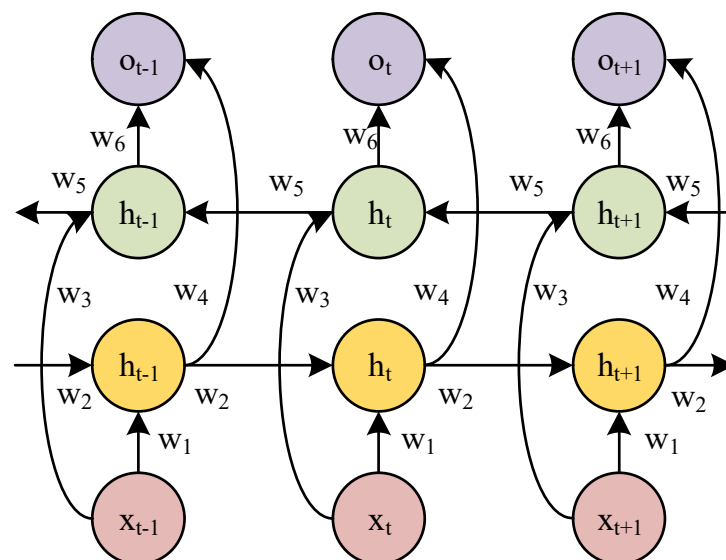 o_{t-1} o_t o_{t+1}
w_6 w_6 w_6
w_5 w_5 w_5 w_5
h_{t-1} h_t h_{t+1}
w_3 w_4 w_3 w_4 w_3 w_4
h_{t-1} h_t h_{t+1}
w_2 w_2 w_2 w_2
w_1 w_1 w_1
x_{t-1} x_t x_{t+1}